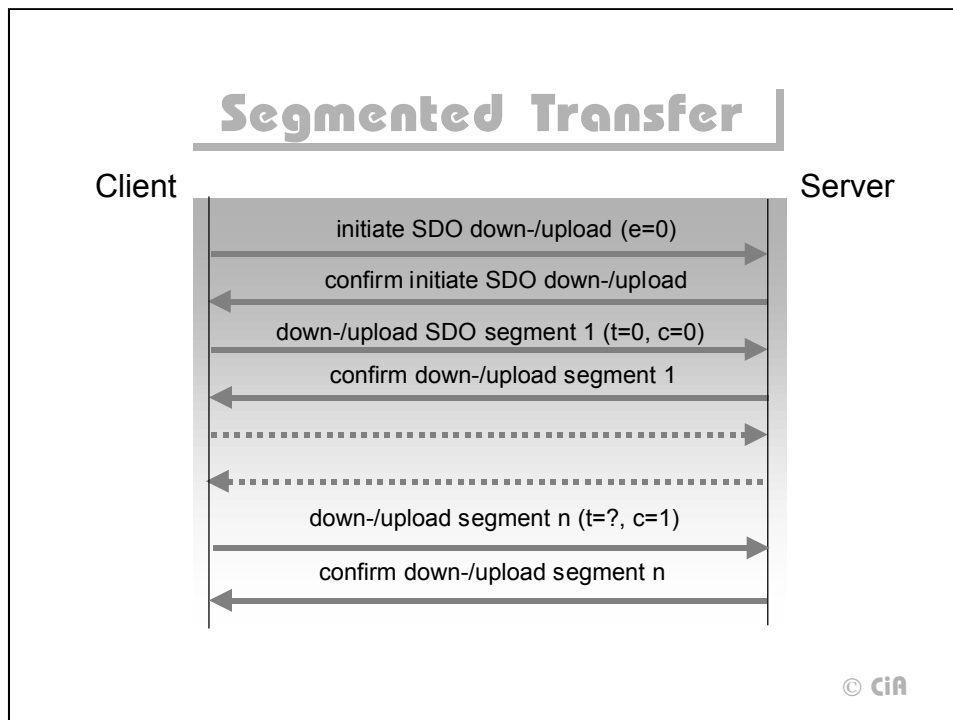 Segmented Transfer
Client
Server
initiate SDO down-/upload (e=0)
confirm initiate SDO down-/upload
down-/upload SDO segment 1 (t=0, c=0)
confirm down-/upload segment 1
down-/upload segment n (t=?, c=1)
confirm down-/upload segment n
© CiA